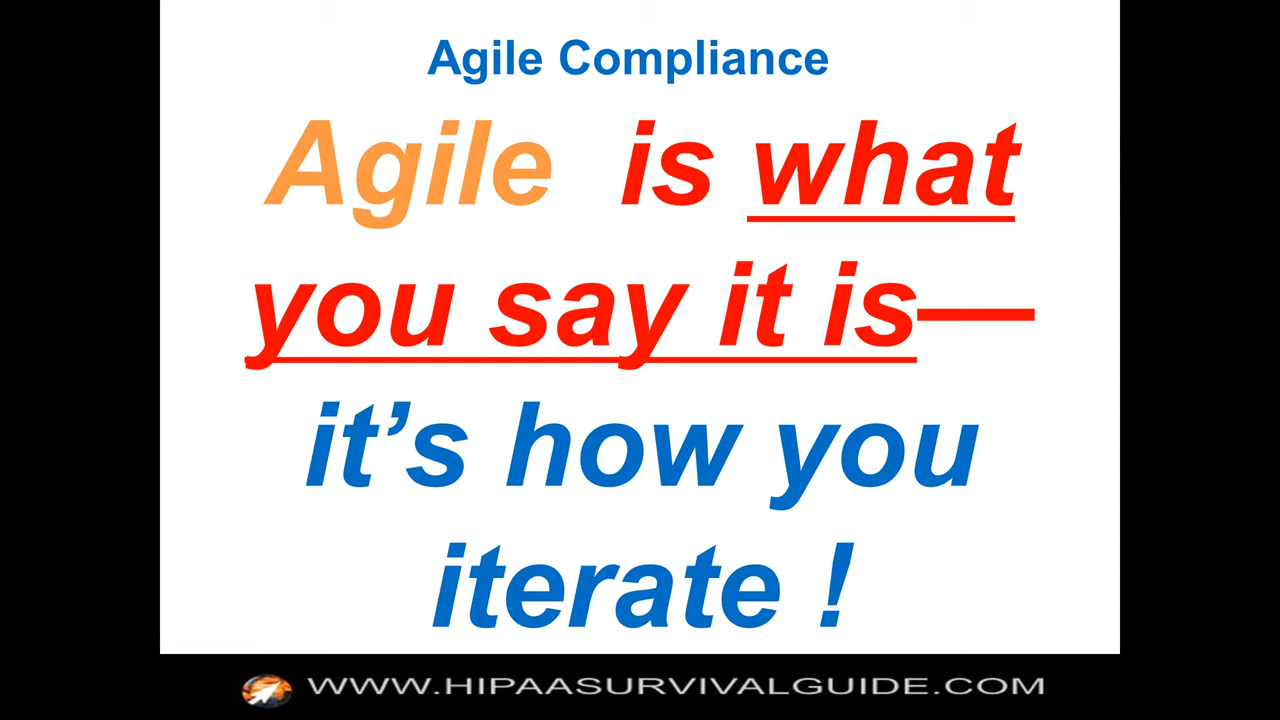 Agile Compliance
Agile is what
you say it is—
it’s how you
iterate !
WWW.HIPAASURVIVALGUIDE.COM